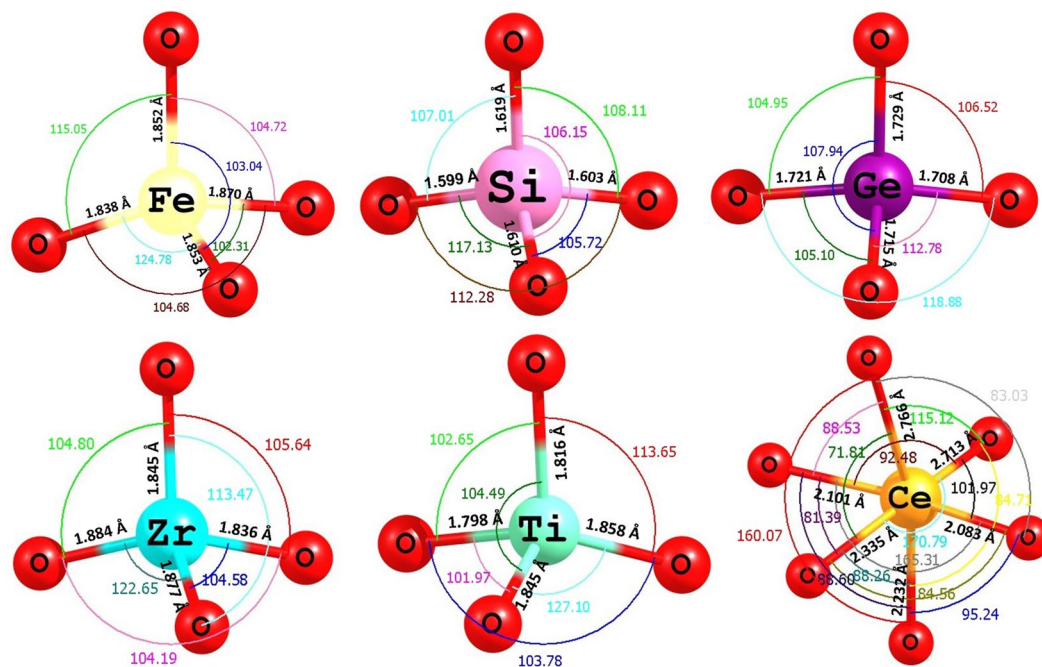 O
115.05
1.852 Å
104.72
103.04
Fe
1.838 Å
1.870 Å
O
O
124.78
1.853 Å
102.31
O
104.68
O
107.01
1.619 Å
108.11
106.15
Si
1.599 Å
1.603 Å
O
O
117.13
1.610 Å
105.72
O
112.28
O
104.95
1.729 Å
106.52
107.94
Ge
1.721 Å
1.708 Å
O
O
105.10
1.715 Å
112.78
O
118.88
O
104.80
1.845 Å
105.64
113.47
Zr
1.884 Å
1.836 Å
O
O
122.65
1.877 Å
104.58
O
104.19
O
102.65
1.816 Å
113.65
104.49
Ti
1.798 Å
1.858 Å
O
O
101.97
1.845 Å
127.10
O
103.78
O
83.03
88.53
2.766 Å
115.12
71.81
92.48
2.713 Å
O
O
Ce
2.101 Å
101.97
84.71
81.39
2.083 Å
O
160.07
2.335 Å
170.79
165.31
O
88.60
88.26
2.232 Å
84.56
95.24
O